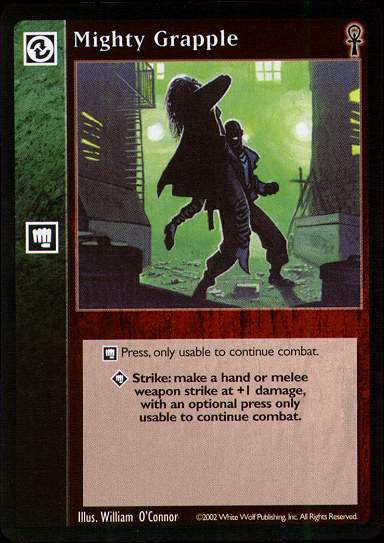 Mighty Grapple
Press, only usable to continue combat.
Strike: make a hand or melee
weapon strike at +1 damage,
with an optional press only
usable to continue combat.
Illus. William O'Connor
©2002 White Wolf Publishing, Inc. All Rights Reserved.